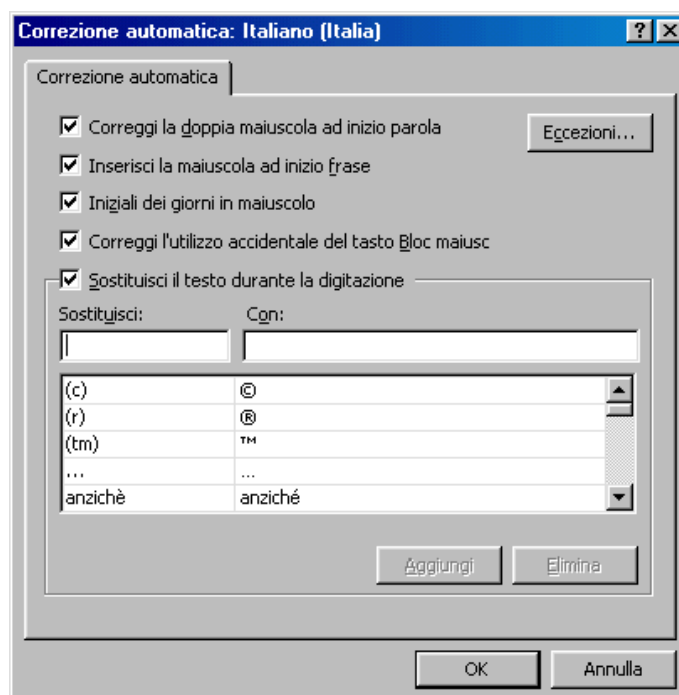 Correzione automatica: Italiano (Italia)
Correzione automatica
Correggi la doppia maiuscola ad inizio parola
Eccezioni...
Inserisci la maiuscola ad inizio frase
Iniziali dei giorni in maiuscolo
Correggi l'utilizzo accidentale del tasto Bloc maiusc
Sostituisci il testo durante la digitazione
Sostituisci: Con:
(c) ©
(r) ®
(tm) ™
... …
anzichè anziché
Aggiungi Elimina
OK Annulla